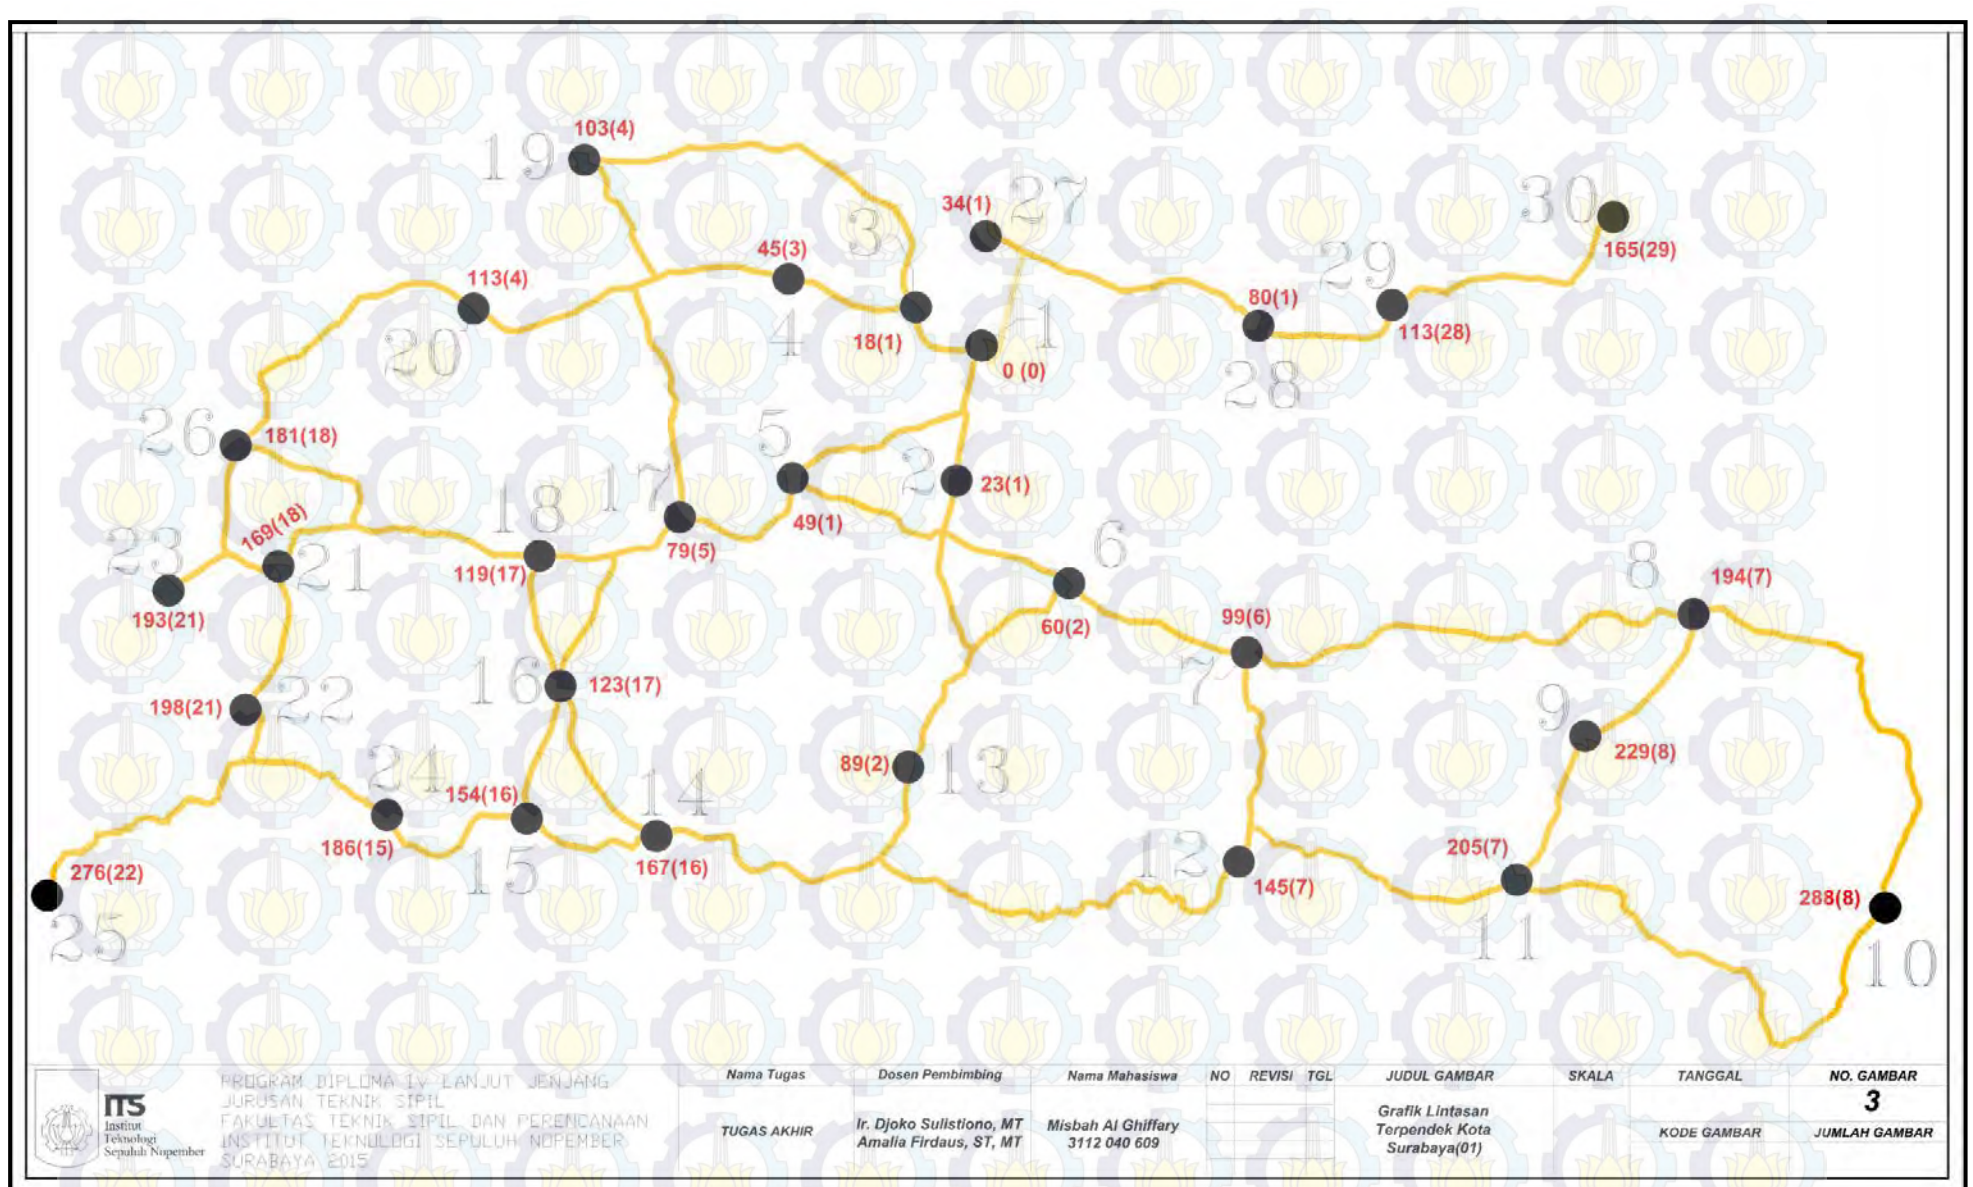 103(4)
19
34(1)
27
30
3
165(29)
45(3)
29
113(4)
80(1)
1
113(28)
20
4
18(1)
0 (0)
28
26
181(18)
5
2
23(1)
17
18
49(1)
169(18)
6
23
21
119(17)
79(5)
8
194(7)
193(21)
60(2)
99(6)
16
123(17)
7
198(21)
22
9
229(8)
24
89(2)
13
154(16)
14
186(15)
15
167(16)
12
145(7)
205(7)
11
276(22)
25
288(8)
10
ITS
Institut
Teknologi
Sepuluh Nopember
PROGRAM DIPLOMA IV LANJUT JENJANG
JURUSAN TEKNIK SIPIL
FAKULTAS TEKNIK SIPIL DAN PERENCANAAN
INSTITUT TEKNOLOGI SEPULUH NOPEMBER
SURABAYA 2015
Nama Tugas
TUGAS AKHIR
Dosen Pembimbing
Ir. Djoko Sulistiono, MT
Amalia Firdaus, ST, MT
Nama Mahasiswa
Misbah Al Ghiffary
3112 040 609
NO REVISI TGL
JUDUL GAMBAR
Grafik Lintasan
Terpendek Kota
Surabaya(01)
SKALA
TANGGAL
KODE GAMBAR
NO. GAMBAR
3
JUMLAH GAMBAR